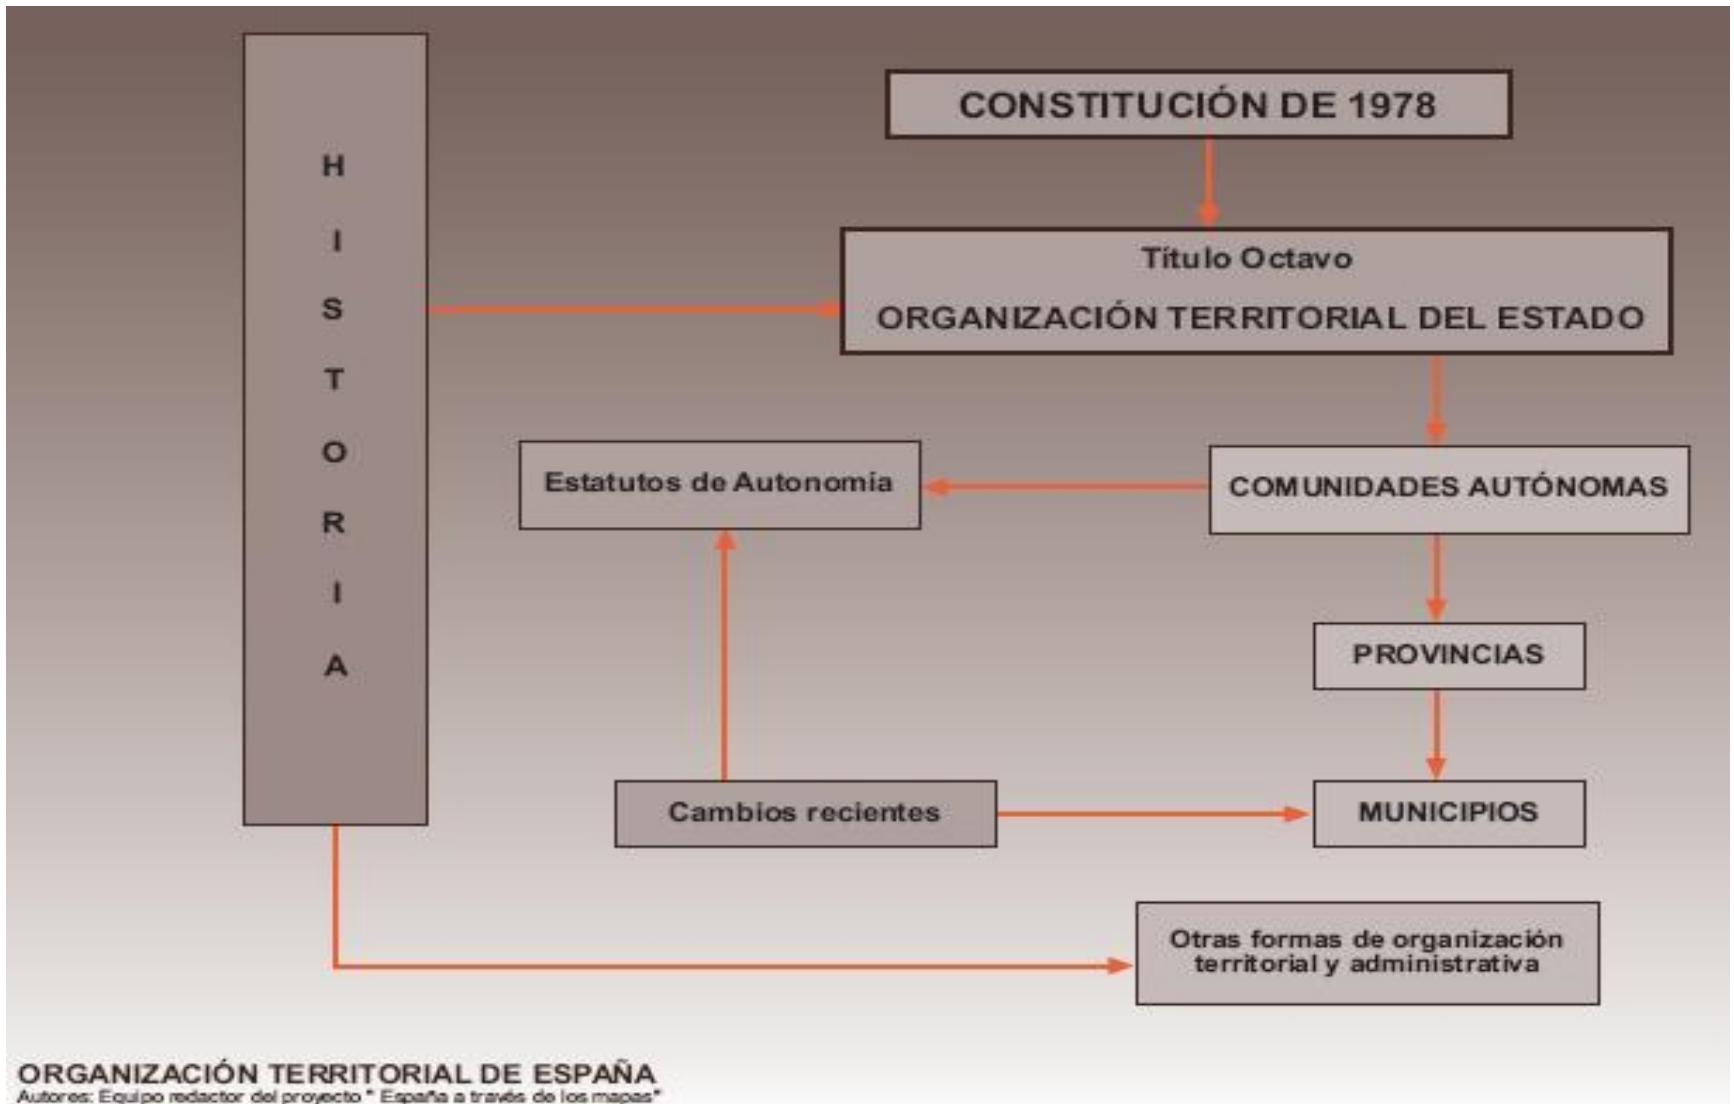 HISTORIA
CONSTITUCIÓN DE 1978
Título Octavo
ORGANIZACIÓN TERRITORIAL DEL ESTADO
Estatutos de Autonomía
COMUNIDADES AUTÓNOMAS
PROVINCIAS
Cambios recientes
MUNICIPIOS
Otras formas de organización
territorial y administrativa
ORGANIZACIÓN TERRITORIAL DE ESPAÑA
Autores: Equipo redactor del proyecto " España a través de los mapas"